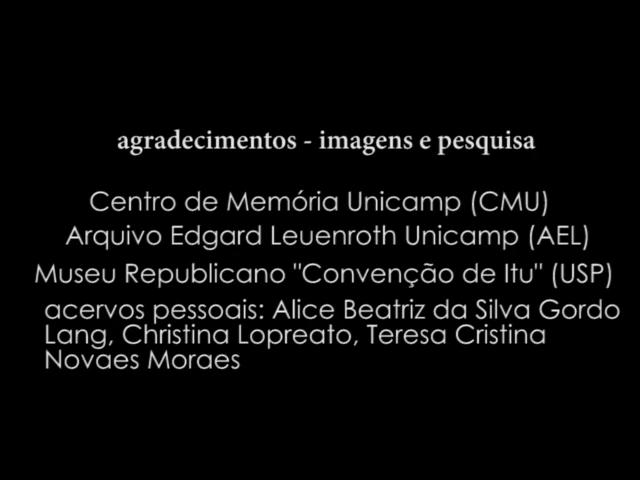 agradecimentos - imagens e pesquisa
Centro de Memória Unicamp (CMU)
Arquivo Edgard Leuenroth Unicamp (AEL)
Museu Republicano "Convenção de Itu" (USP)
acervos pessoais: Alice Beatriz da Silva Gordo
Lang, Christina Lopreato, Teresa Cristina
Novaes Moraes